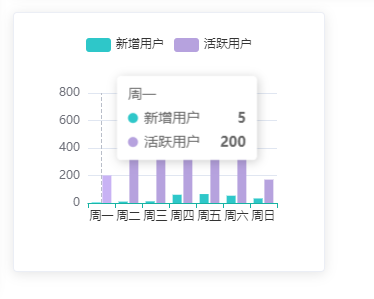 新增用户 活跃用户
周一
新增用户 5
活跃用户 200
800
600
400
200
0
周一 周二 周三 周四 周五 周六 周日